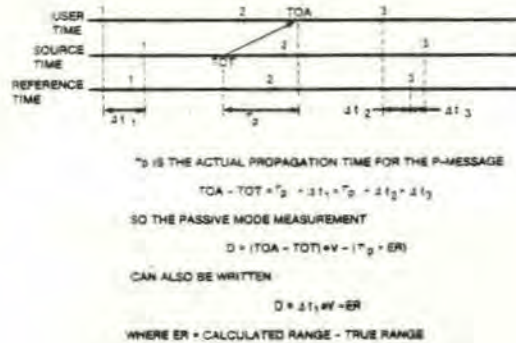 USER TIME 1 2 TOA 3
SOURCE TIME 1 TOT 2 3
REFERENCE TIME 1 2 3
Δt₁ τp Δt₂ Δt₃
τp IS THE ACTUAL PROPAGATION TIME FOR THE P-MESSAGE
TOA - TOT = τp Δt₁ = τp Δt₂ Δt₃
SO THE PASSIVE MODE MEASUREMENT
D = (TOA - TOT) V - (τp ER)
CAN ALSO BE WRITTEN
D = Δt₁ V - ER
WHERE ER = CALCULATED RANGE - TRUE RANGE